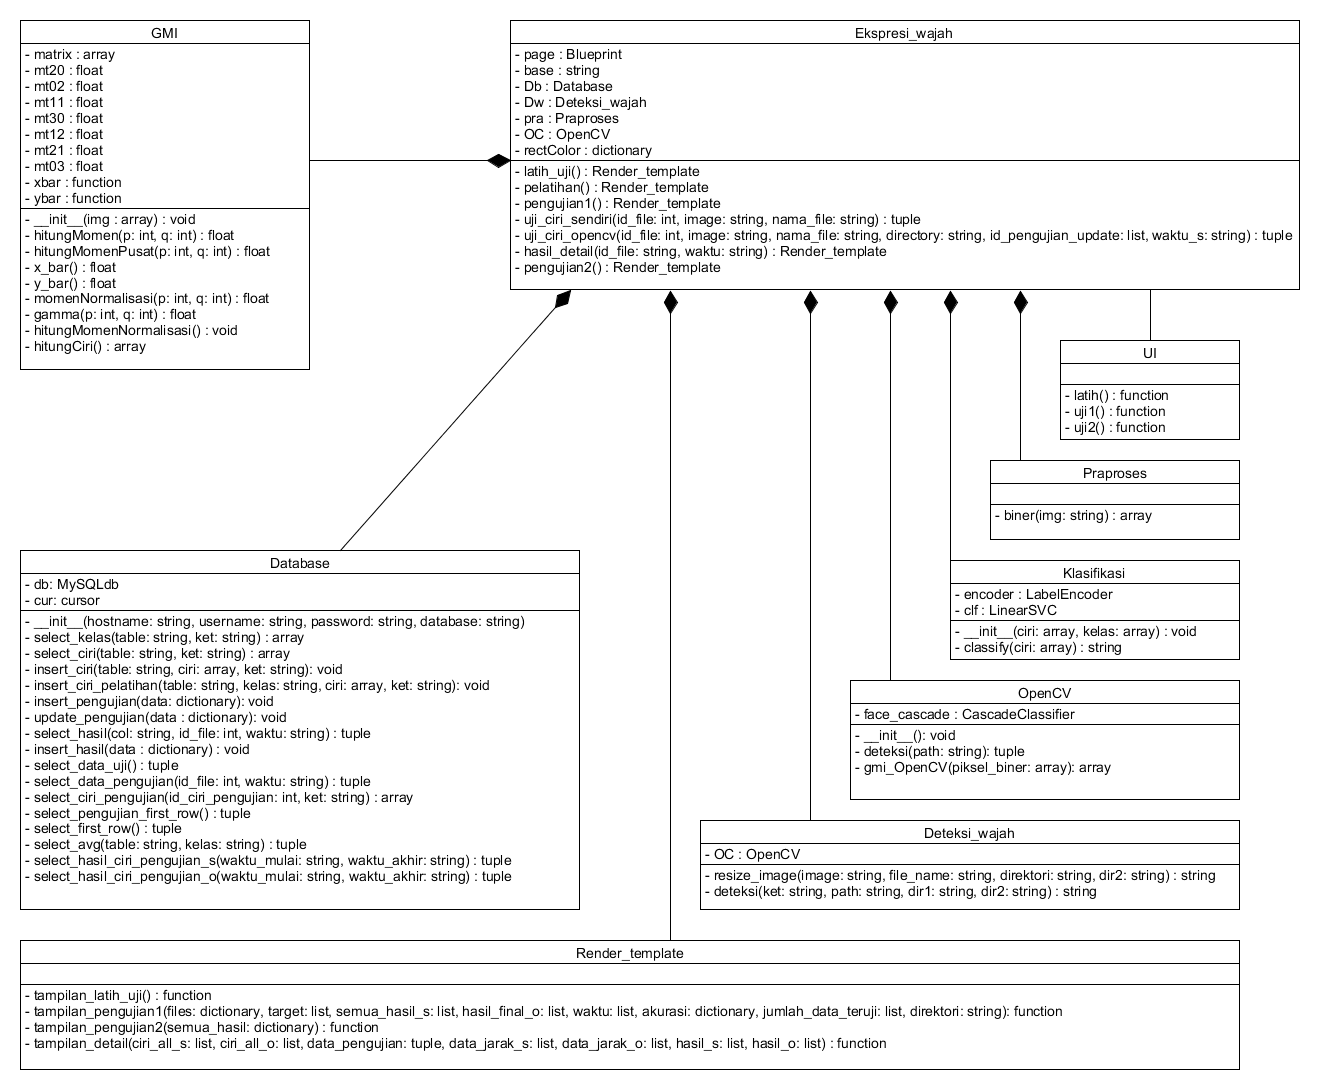 GMI
- matrix : array
- mt20 : float
- mt02 : float
- mt11 : float
- mt30 : float
- mt12 : float
- mt21 : float
- mt03 : float
- xbar : function
- ybar : function
- __init__(img : array) : void
- hitungMomen(p: int, q: int) : float
- hitungMomenPusat(p: int, q: int) : float
- x_bar() : float
- y_bar() : float
- momenNormalisasi(p: int, q: int) : float
- gamma(p: int, q: int) : float
- hitungMomenNormalisasi() : void
- hitungCiri() : array
Ekspresi_wajah
- page : Blueprint
- base : string
- Db : Database
- Dw : Deteksi_wajah
- pra : Praproses
- OC : OpenCV
- rectColor : dictionary
- latih_uji() : Render_template
- pelatihan() : Render_template
- pengujian1() : Render_template
- uji_ciri_sendiri(id_file: int, image: string, nama_file: string) : tuple
- uji_ciri_opencv(id_file: int, image: string, nama_file: string, directory: string, id_pengujian_update: list, waktu_s: string) : tuple
- hasil_detail(id_file: string, waktu: string) : Render_template
- pengujian2() : Render_template
UI
- latih() : function
- uji1() : function
- uji2() : function
Praproses
- biner(img: string) : array
Klasifikasi
- encoder : LabelEncoder
- clf : LinearSVC
- __init__(ciri: array, kelas: array) : void
- classify(ciri: array) : string
OpenCV
- face_cascade : CascadeClassifier
- __init__(): void
- deteksi(path: string): tuple
- gmi_OpenCV(piksel_biner: array): array
Deteksi_wajah
- OC : OpenCV
- resize_image(image: string, file_name: string, direktori: string, dir2: string) : string
- deteksi(ket: string, path: string, dir1: string, dir2: string) : string
Database
- db: MySQLdb
- cur: cursor
- __init__(hostname: string, username: string, password: string, database: string)
- select_kelas(table: string, ket: string) : array
- select_ciri(table: string, ket: string) : array
- insert_ciri(table: string, ciri: array, ket: string): void
- insert_ciri_pelatihan(table: string, kelas: string, ciri: array, ket: string): void
- insert_pengujian(data: dictionary): void
- update_pengujian(data : dictionary): void
- select_hasil(col: string, id_file: int, waktu: string) : tuple
- insert_hasil(data : dictionary) : void
- select_data_uji() : tuple
- select_data_pengujian(id_file: int, waktu: string) : tuple
- select_ciri_pengujian(id_ciri_pengujian: int, ket: string) : array
- select_pengujian_first_row() : tuple
- select_first_row() : tuple
- select_avg(table: string, kelas: string) : tuple
- select_hasil_ciri_pengujian_s(waktu_mulai: string, waktu_akhir: string) : tuple
- select_hasil_ciri_pengujian_o(waktu_mulai: string, waktu_akhir: string) : tuple
Render_template
- tampilan_latih_uji() : function
- tampilan_pengujian1(files: dictionary, target: list, semua_hasil_s: list, hasil_final_o: list, waktu: list, akurasi: dictionary, jumlah_data_teruji: list, direktori: string): function
- tampilan_pengujian2(semua_hasil: dictionary) : function
- tampilan_detail(ciri_all_s: list, ciri_all_o: list, data_pengujian: tuple, data_jarak_s: list, data_jarak_o: list, hasil_s: list, hasil_o: list) : function